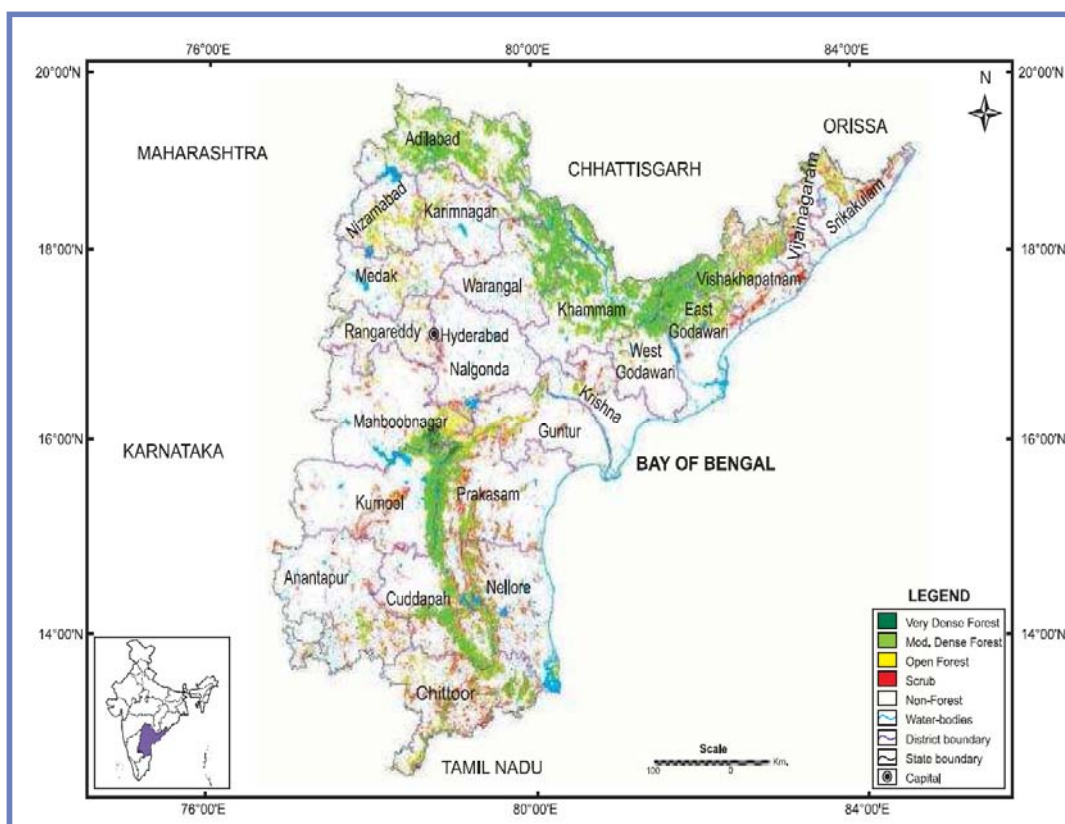 76°00'E
80°00'E
84°00'E
20°00'N
20°00'N
N
MAHARASHTRA
Adilabad
CHHATTISGARH
ORISSA
Nizamabad
Karimnagar
Vijainagaram
Srikakulam
18°00'N
18°00'N
Medak
Warangal
Vishakhapatnam
Khammam
East
Godawari
Rangareddy
Hyderabad
West
Godawari
Nalgonda
Krishna
Mahboobnagar
Guntur
16°00'N
16°00'N
KARNATAKA
BAY OF BENGAL
Kurnool
Prakasam
Anantapur
Cuddapah
Nellore
14°00'N
14°00'N
Chittoor
TAMIL NADU
LEGEND
Very Dense Forest
Mod. Dense Forest
Open Forest
Scrub
Non-Forest
Water-bodies
District boundary
State boundary
Capital
Scale
100 0 Km.
76°00'E
80°00'E
84°00'E